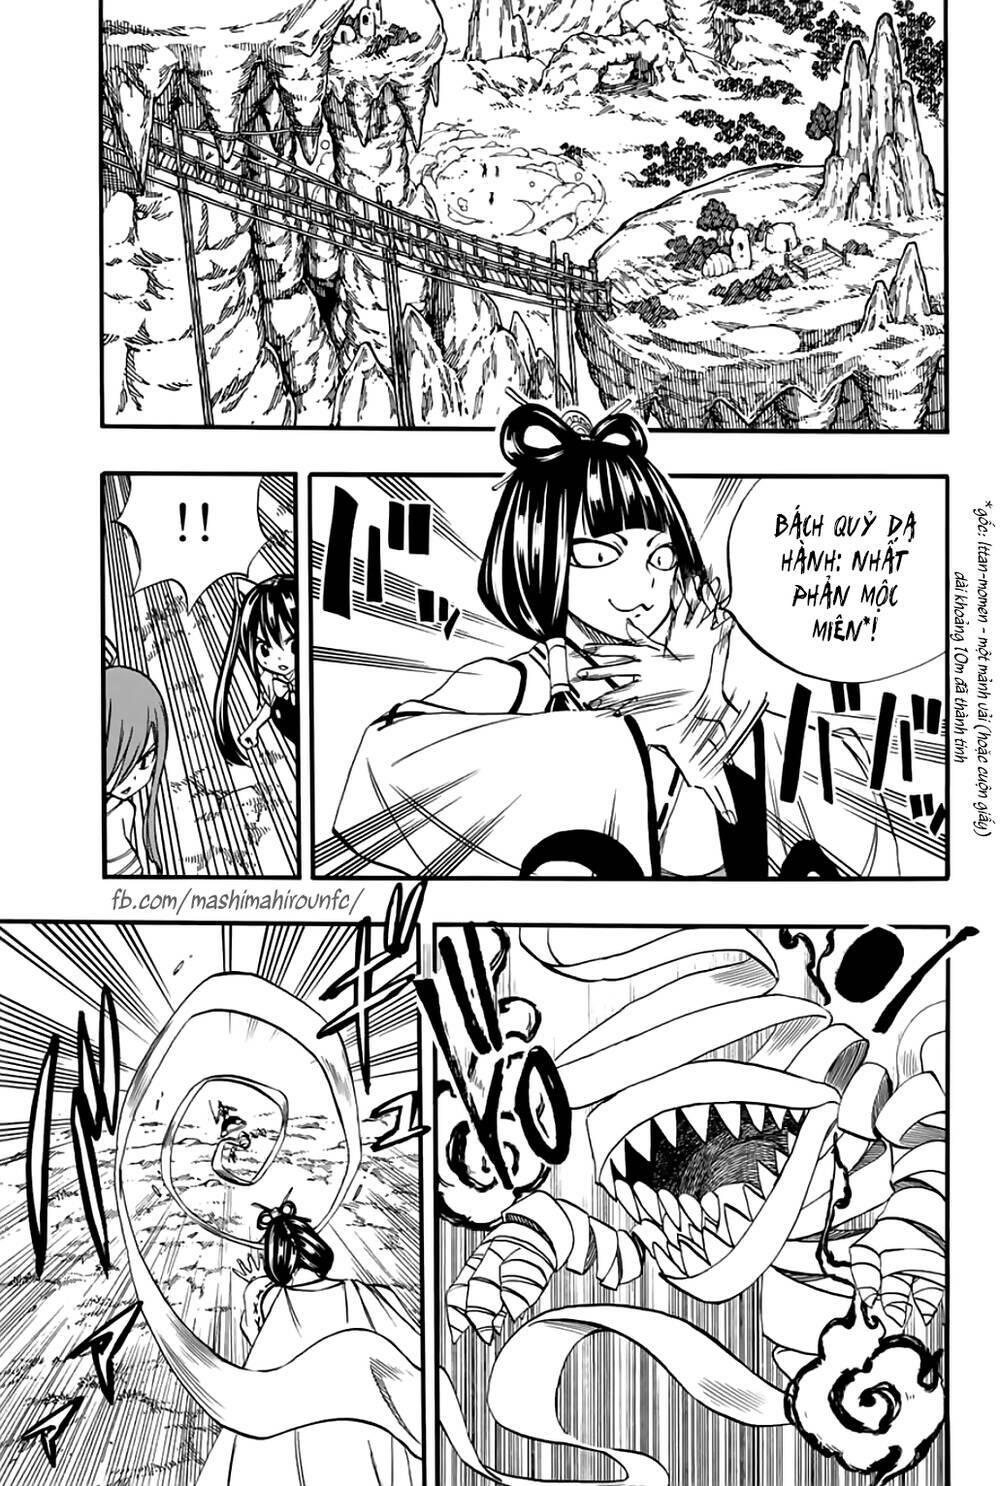 BÁCH QUỶ DẠ
HÀNH: NHẤT
PHẢN MỘC
MIÊN*!
*gốc: Ittan-momen - một mảnh vải (hoặc cuộn giấy)
dài khoảng 10m đã thành tinh
!!
fb.com/mashimahirounfc/